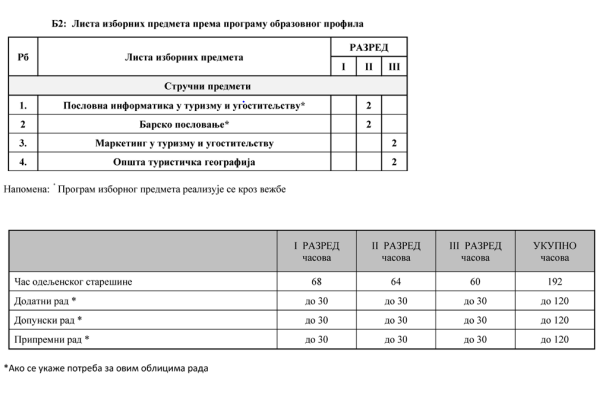 Б2: Листа изборних предмета према програму образовног профила
Рб Листа изборних предмета РАЗРЕД
I II III
Стручни предмети
1. Пословна информатика у туризму и угоститељству* 2
2 Барско пословање* 2
3. Маркетинг у туризму и угоститељству 2
4. Општа туристичка географија 2
Напомена: * Програм изборног предмета реализује се кроз вежбе
I РАЗРЕД часова II РАЗРЕД часова III РАЗРЕД часова УКУПНО часова
Час одељенског старешине 68 64 60 192
Додатни рад * до 30 до 30 до 30 до 120
Допунски рад * до 30 до 30 до 30 до 120
Припремни рад * до 30 до 30 до 30 до 120
*Ако се укаже потреба за овим облицима рада